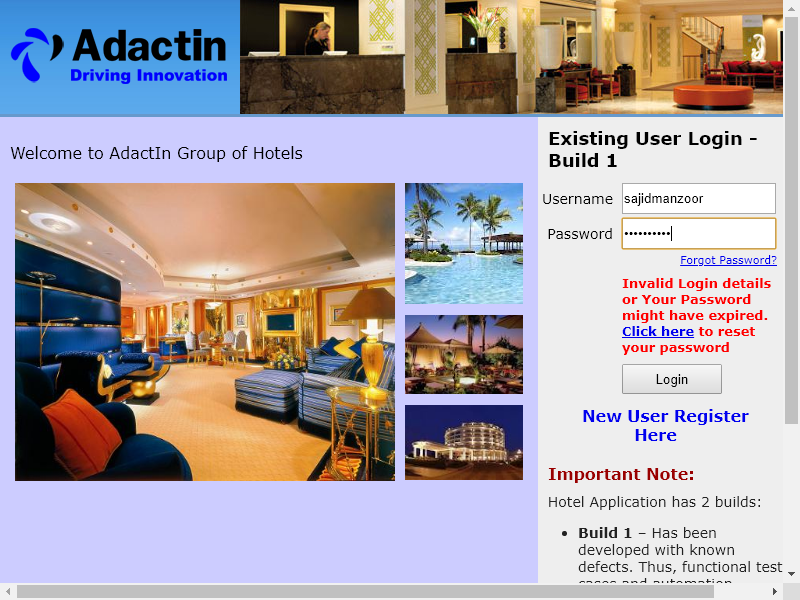 Adactin
Driving Innovation
Welcome to AdactIn Group of Hotels
Existing User Login -
Build 1
Username
sajidmanzoor
Password
••••••••••
Forgot Password?
Invalid Login details
or Your Password
might have expired.
Click here to reset
your password
Login
New User Register
Here
Important Note:
Hotel Application has 2 builds:
• Build 1 – Has been
developed with known
defects. Thus, functional test
cases and automation